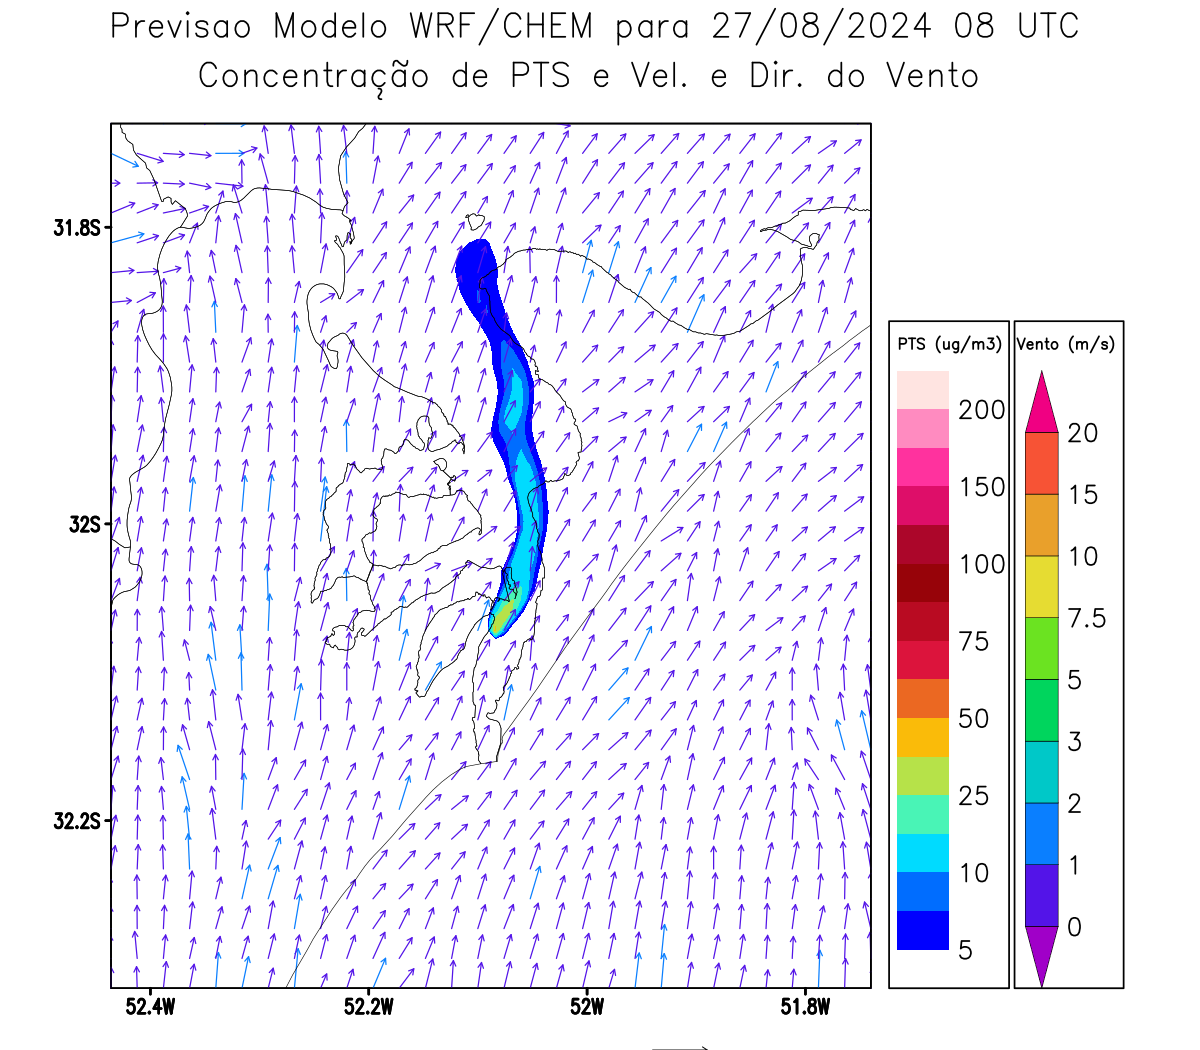 Previsao Modelo WRF/CHEM para 27/08/2024 08 UTC
Concentração de PTS e Vel. e Dir. do Vento
31.8S
32S
32.2S
52.4W 52.2W 52W 51.8W
PTS (ug/m3)
200
150
100
75
50
25
10
5
Vento (m/s)
20
15
10
7.5
5
3
2
1
0